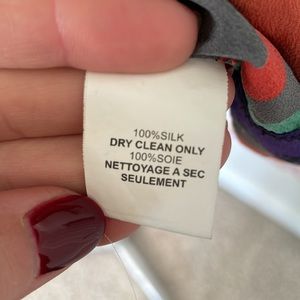 100%SILK
DRY CLEAN ONLY
100%SOIE
NETTOYAGE A SEC
SEULEMENT